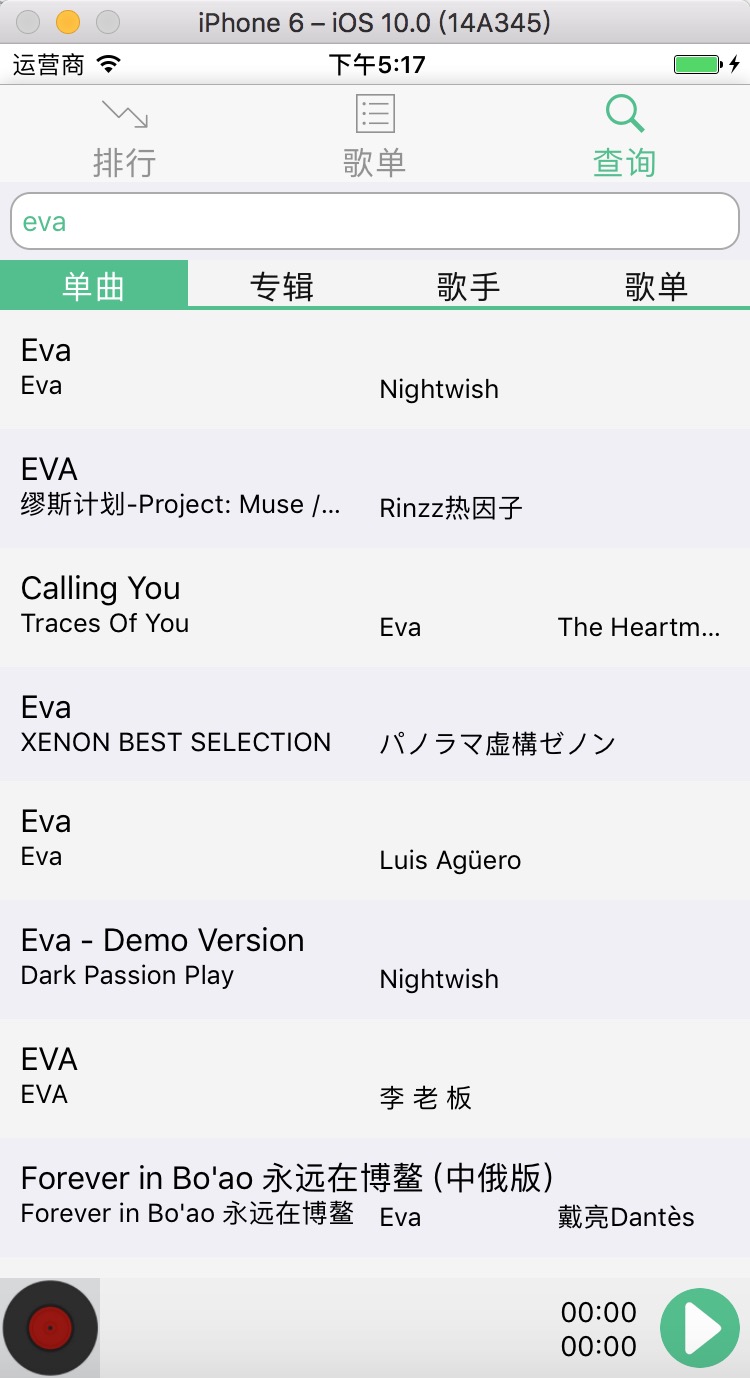 iPhone 6 – iOS 10.0 (14A345)
运营商 下午5:17
排行 歌单 查询
eva
单曲 专辑 歌手 歌单
Eva
Eva Nightwish
EVA
缪斯计划-Project: Muse /... Rinzz热因子
Calling You
Traces Of You Eva The Heartm...
Eva
XENON BEST SELECTION パノラマ虚構ゼノン
Eva
Eva Luis Agüero
Eva - Demo Version
Dark Passion Play Nightwish
EVA
EVA 李 老 板
Forever in Bo'ao 永远在博鳌 (中俄版)
Forever in Bo'ao 永远在博鳌 Eva 戴亮Dantès
00:00
00:00